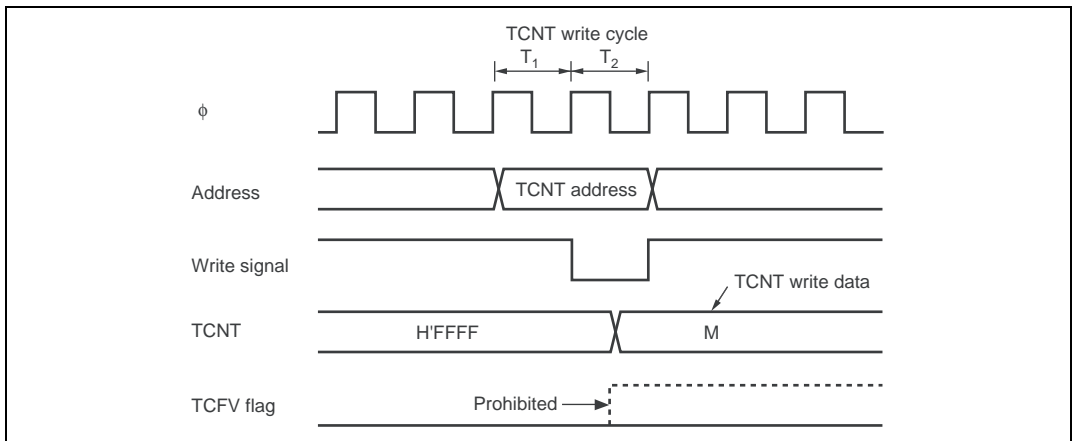 TCNT write cycle
T1 T2
ϕ
Address
TCNT address
Write signal
TCNT write data
TCNT
H'FFFF
M
TCFV flag
Prohibited